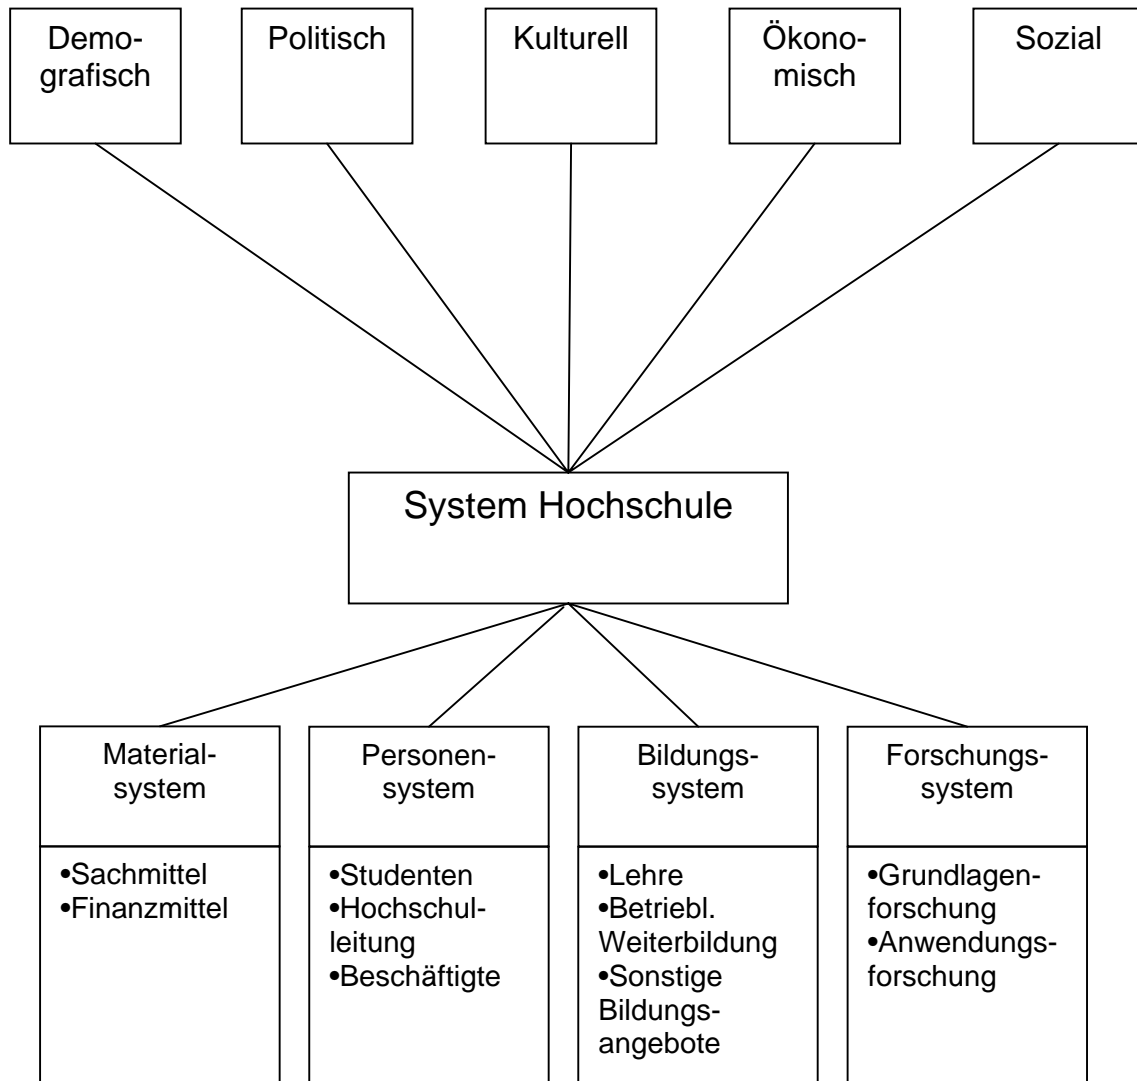 Demo-
grafisch
Politisch
Kulturell
Ökono-
misch
Sozial
System Hochschule
Material-
system
•Sachmittel
•Finanzmittel
Personen-
system
•Studenten
•Hochschul-
leitung
•Beschäftigte
Bildungs-
system
•Lehre
•Betriebl.
Weiterbildung
•Sonstige
Bildungs-
angebote
Forschungs-
system
•Grundlagen-
forschung
•Anwendungs-
forschung